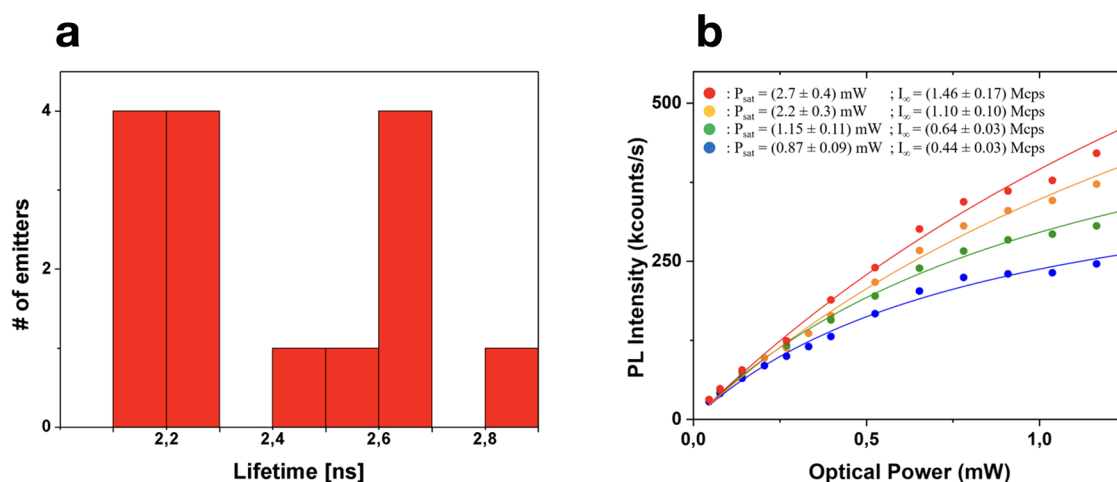 a
4
2
0
# of emitters
2,2 2,4 2,6 2,8
Lifetime [ns]
b
: P_sat = (2.7 ± 0.4) mW ; I_∞ = (1.46 ± 0.17) Mcps
: P_sat = (2.2 ± 0.3) mW ; I_∞ = (1.10 ± 0.10) Mcps
: P_sat = (1.15 ± 0.11) mW ; I_∞ = (0.64 ± 0.03) Mcps
: P_sat = (0.87 ± 0.09) mW ; I_∞ = (0.44 ± 0.03) Mcps
500
250
0
PL Intensity (kcounts/s)
0,0 0,5 1,0
Optical Power (mW)